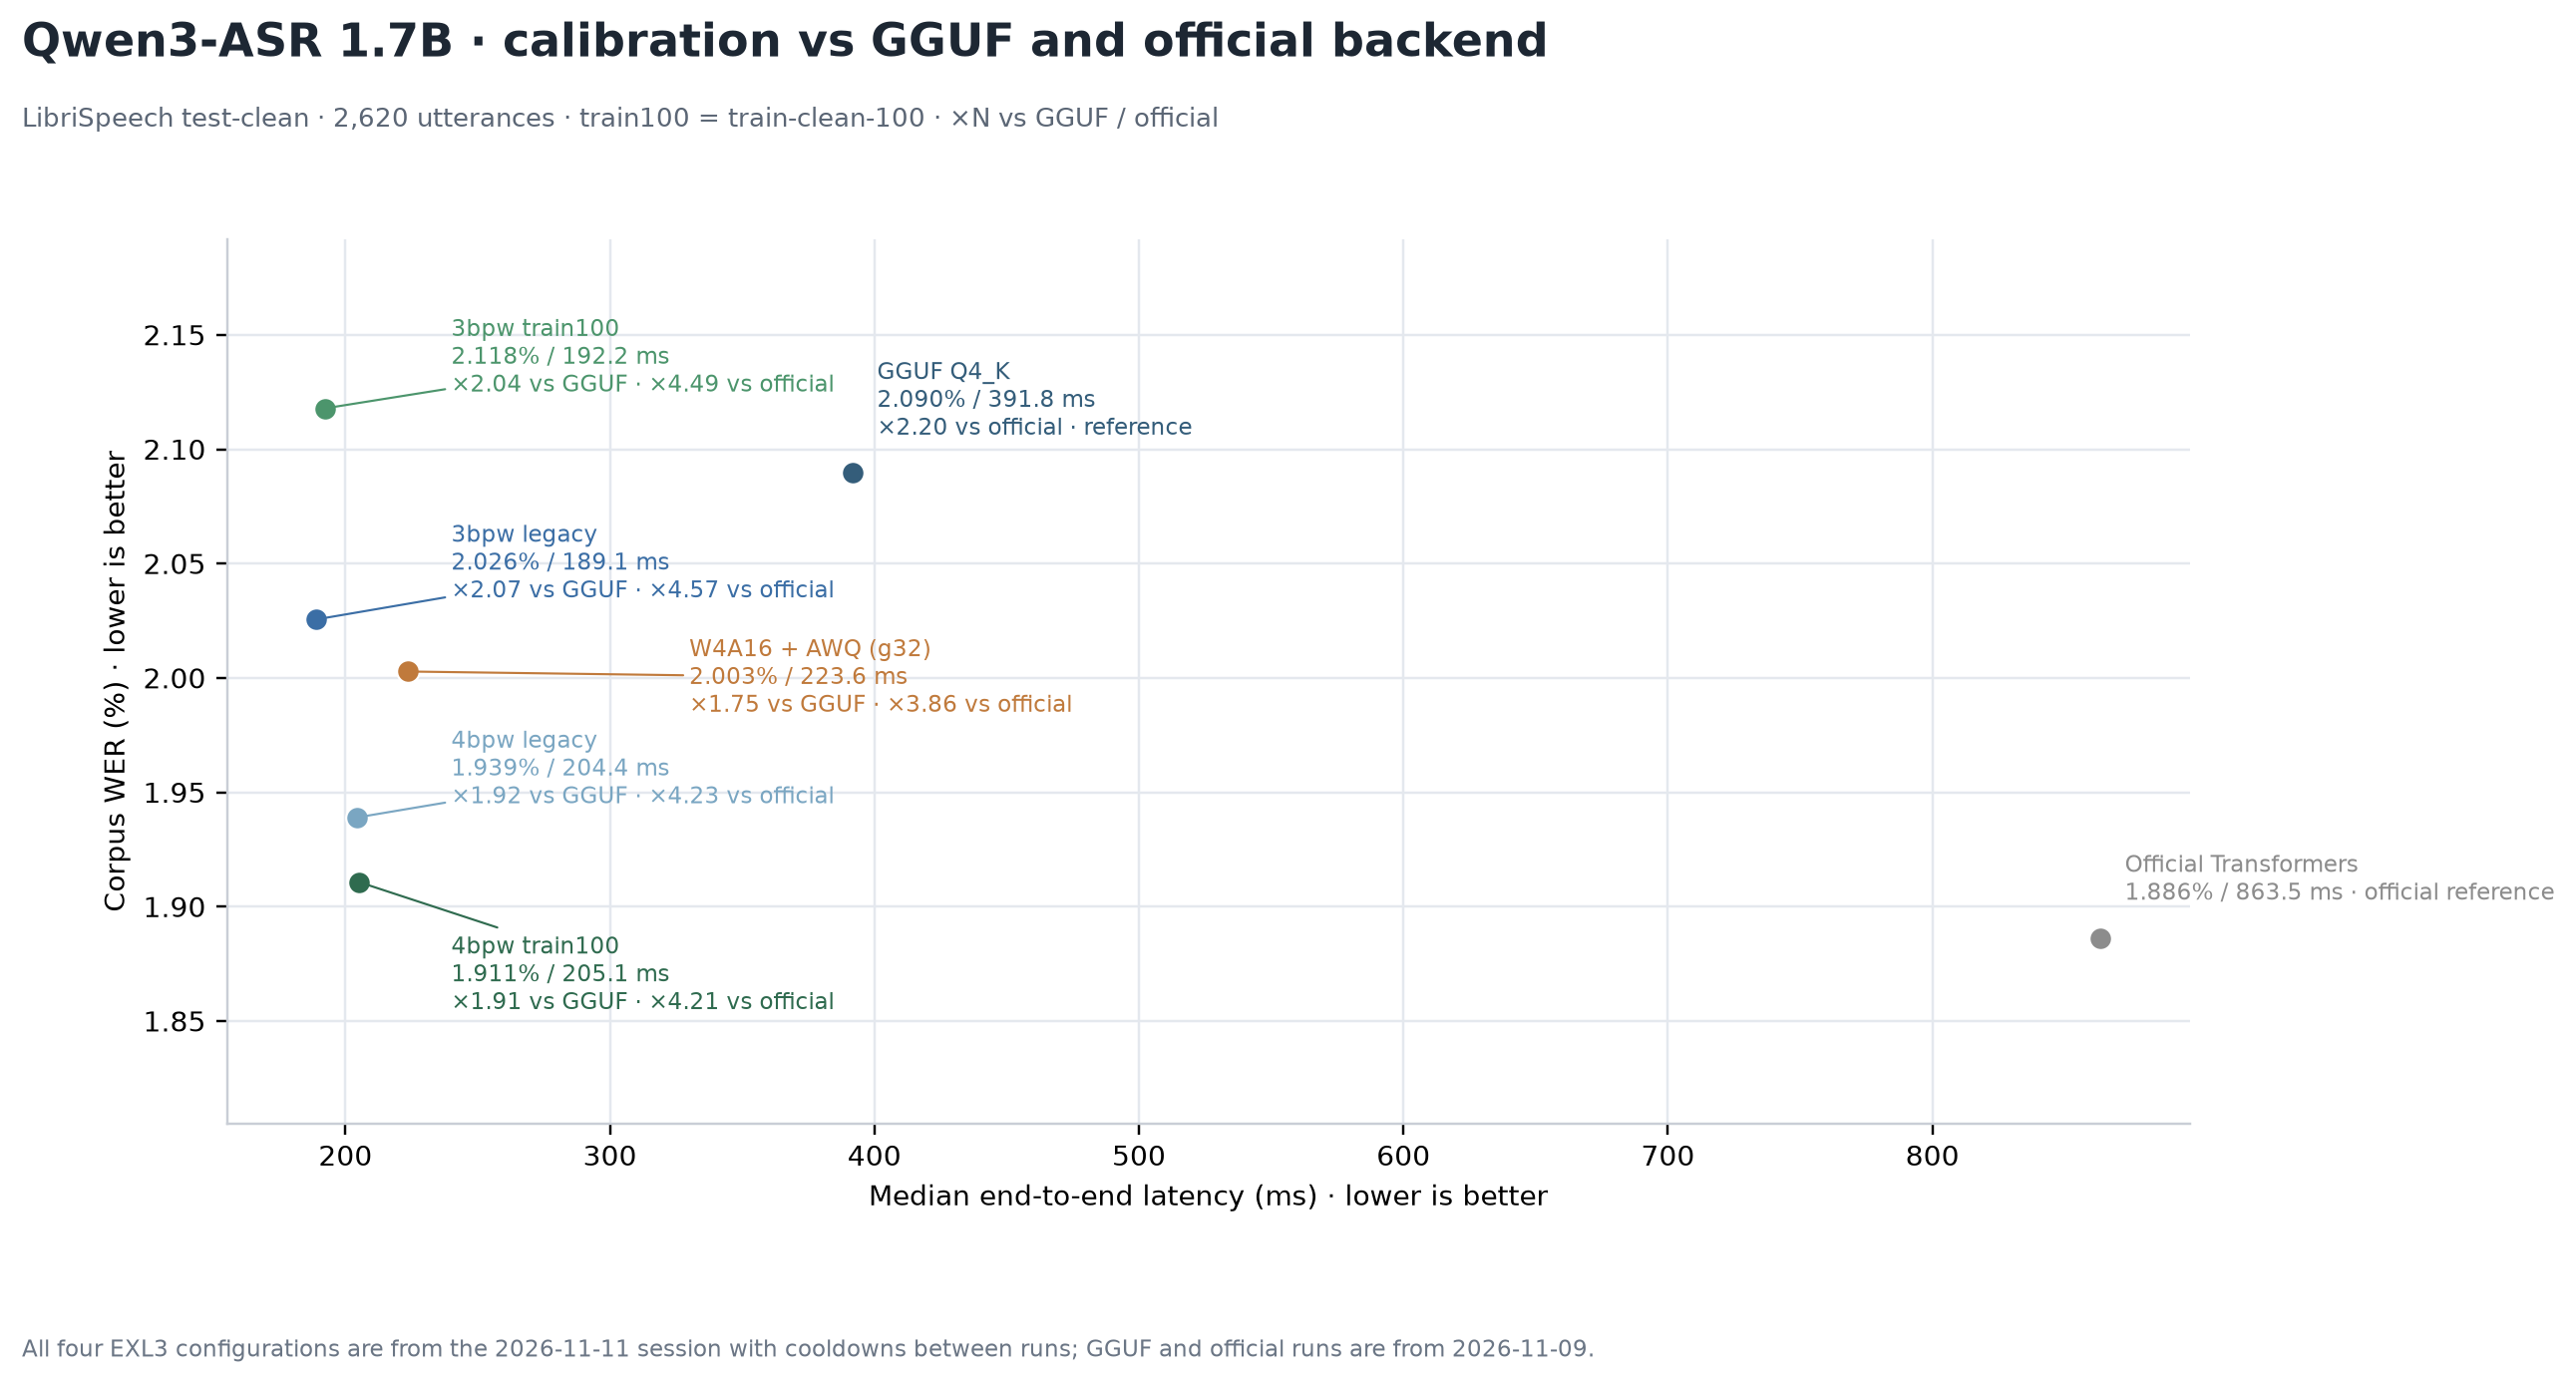 Qwen3-ASR 1.7B · calibration vs GGUF and official backend
LibriSpeech test-clean · 2,620 utterances · train100 = train-clean-100 · ×N vs GGUF / official
Corpus WER (%) · lower is better
2.15
2.10
2.05
2.00
1.95
1.90
1.85
3bpw train100
2.118% / 192.2 ms
×2.04 vs GGUF · ×4.49 vs official
GGUF Q4_K
2.090% / 391.8 ms
×2.20 vs official · reference
3bpw legacy
2.026% / 189.1 ms
×2.07 vs GGUF · ×4.57 vs official
W4A16 + AWQ (g32)
2.003% / 223.6 ms
×1.75 vs GGUF · ×3.86 vs official
4bpw legacy
1.939% / 204.4 ms
×1.92 vs GGUF · ×4.23 vs official
Official Transformers
1.886% / 863.5 ms · official reference
4bpw train100
1.911% / 205.1 ms
×1.91 vs GGUF · ×4.21 vs official
200 300 400 500 600 700 800
Median end-to-end latency (ms) · lower is better
All four EXL3 configurations are from the 2026-11-11 session with cooldowns between runs; GGUF and official runs are from 2026-11-09.